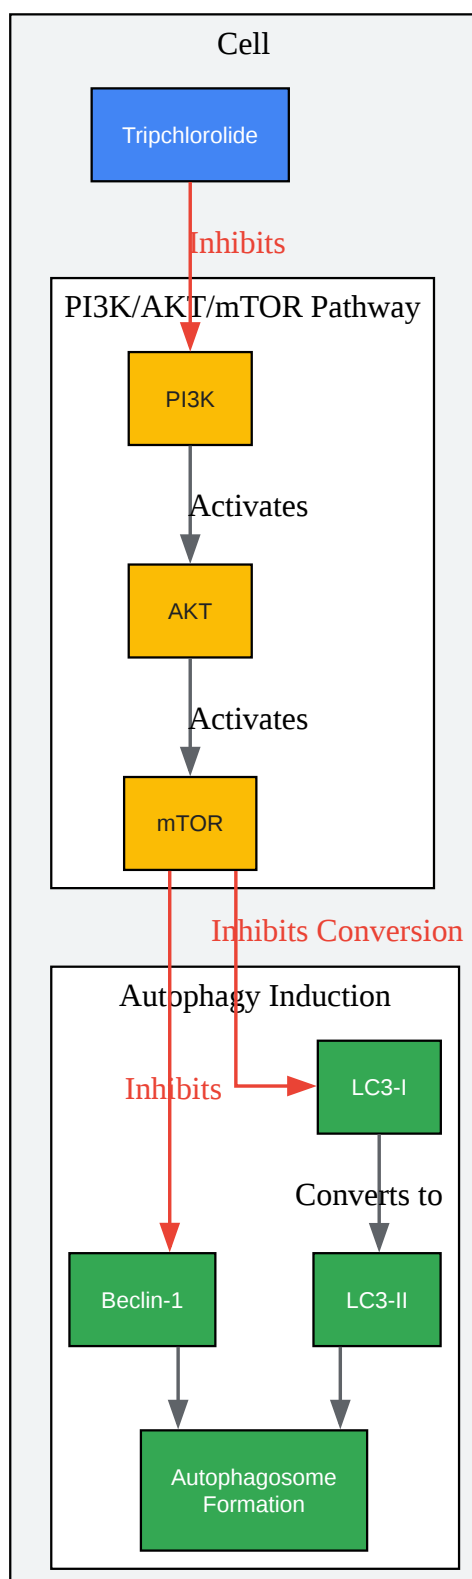 Cell
Tripchlorolide
Inhibits
PI3K/AKT/mTOR Pathway
PI3K
Activates
AKT
Activates
mTOR
Inhibits Conversion
Autophagy Induction
LC3-I
Inhibits
Converts to
Beclin-1
LC3-II
Autophagosome
Formation